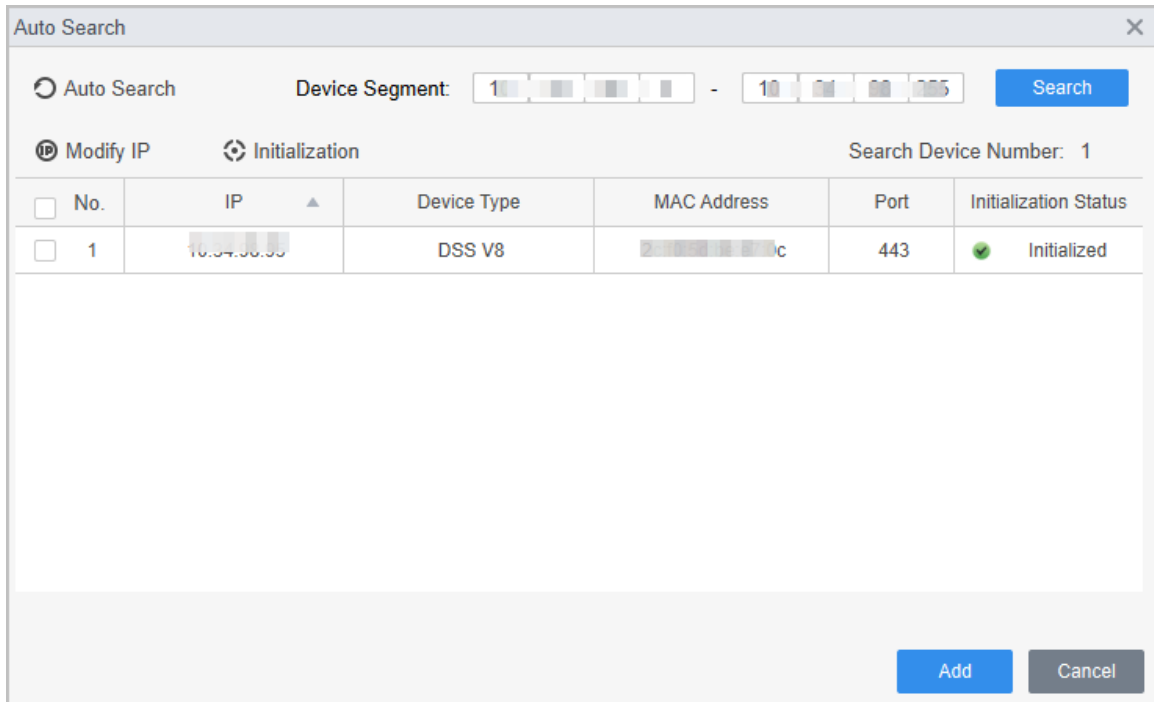 Auto Search
Auto Search Device Segment: - Search
Modify IP Initialization Search Device Number: 1
No. IP Device Type MAC Address Port Initialization Status
1 DSS V8 443 Initialized
Add Cancel